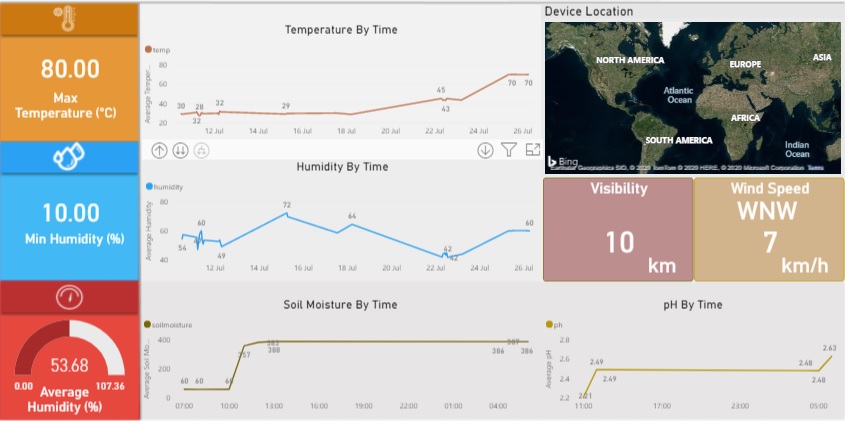 80.00
Max
Temperature (°C)
10.00
Min Humidity (%)
53.68
0.00
107.36
Average
Humidity (%)
Temperature By Time
temp
Average Temper...
80
60
40
20
30
28
32
32
29
45
43
70
70
12 Jul
14 Jul
16 Jul
18 Jul
20 Jul
22 Jul
24 Jul
26 Jul
Humidity By Time
humidity
Average Humidity
80
60
40
54
60
49
72
64
42
42
60
12 Jul
14 Jul
16 Jul
18 Jul
20 Jul
22 Jul
24 Jul
26 Jul
Soil Moisture By Time
soilmoisture
Average Soil Mo...
400
200
0
60
60
60
357
383
388
386
387
386
07:00
10:00
13:00
16:00
19:00
22:00
01:00
04:00
Device Location
NORTH AMERICA
EUROPE
ASIA
Atlantic
Ocean
AFRICA
SOUTH AMERICA
Indian
Ocean
Bing
Earthstar Geographics SIO, © 2020 TomTom © 2020 HERE, © 2020 Microsoft Corporation Terms
Visibility
10
km
Wind Speed
WNW
7
km/h
pH By Time
ph
Average pH
2.8
2.6
2.4
2.2
2.21
2.49
2.49
2.48
2.48
2.63
11:00
17:00
23:00
05:00